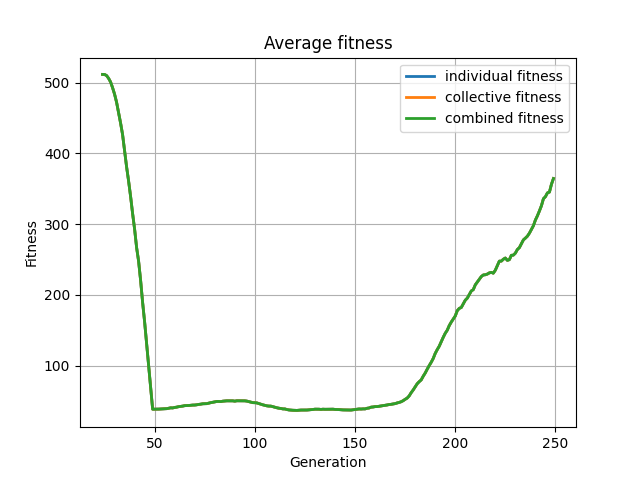 Average fitness
individual fitness
collective fitness
combined fitness
500
400
300
200
100
Fitness
50
100
150
200
250
Generation